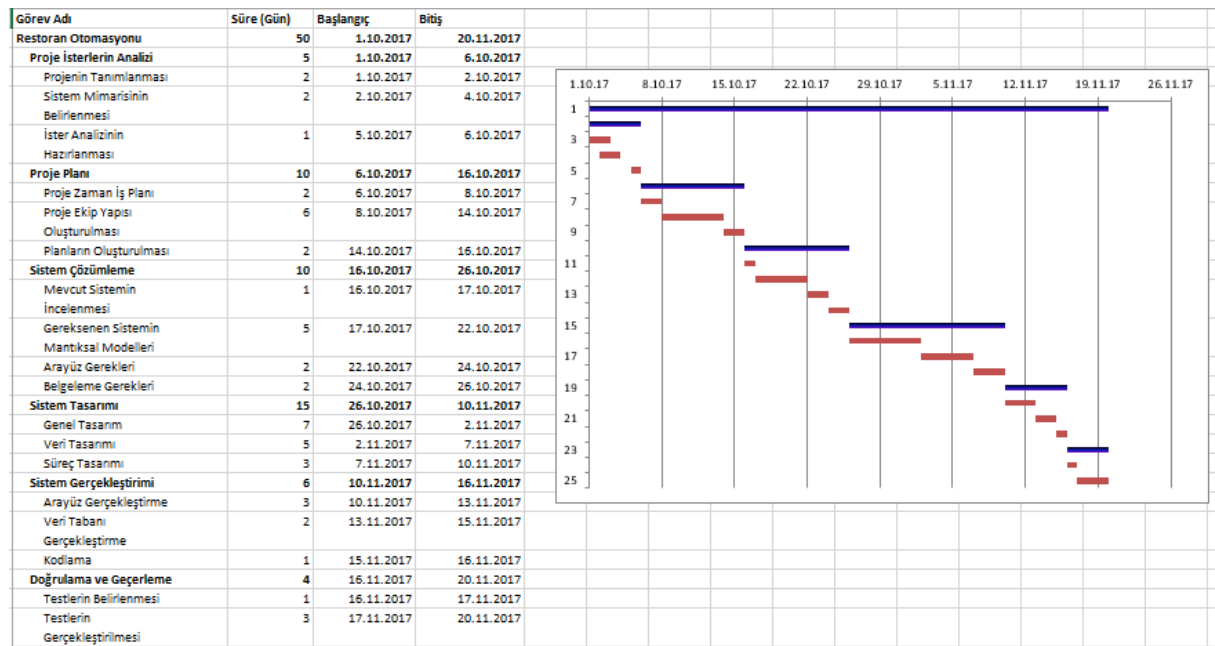 Görev Adı Süre (Gün) Başlangıç Bitiş
Restoran Otomasyonu 50 1.10.2017 20.11.2017
Proje İsterlerin Analizi 5 1.10.2017 6.10.2017
Projenin Tanımlanması 2 1.10.2017 2.10.2017
Sistem Mimarisinin 2 2.10.2017 4.10.2017
Belirlenmesi
İster Analizinin 1 5.10.2017 6.10.2017
Hazırlanması
Proje Planı 10 6.10.2017 16.10.2017
Proje Zaman İş Planı 2 6.10.2017 8.10.2017
Proje Ekip Yapısı 6 8.10.2017 14.10.2017
Oluşturulması
Planların Oluşturulması 2 14.10.2017 16.10.2017
Sistem Çözümleme 10 16.10.2017 26.10.2017
Mevcut Sistemin 1 16.10.2017 17.10.2017
İncelenmesi
Gereksenen Sistemin 5 17.10.2017 22.10.2017
Mantıksal Modelleri
Arayüz Gerekleri 2 22.10.2017 24.10.2017
Belgeleme Gerekleri 2 24.10.2017 26.10.2017
Sistem Tasarımı 15 26.10.2017 10.11.2017
Genel Tasarım 7 26.10.2017 2.11.2017
Veri Tasarımı 5 2.11.2017 7.11.2017
Süreç Tasarımı 3 7.11.2017 10.11.2017
Sistem Gerçekleştirimi 6 10.11.2017 16.11.2017
Arayüz Gerçekleştirme 3 10.11.2017 13.11.2017
Veri Tabanı 2 13.11.2017 15.11.2017
Gerçekleştirme
Kodlama 1 15.11.2017 16.11.2017
Doğrulama ve Geçerleme 4 16.11.2017 20.11.2017
Testlerin Belirlenmesi 1 16.11.2017 17.11.2017
Testlerin 3 17.11.2017 20.11.2017
Gerçekleştirilmesi
1.10.17 8.10.17 15.10.17 22.10.17 29.10.17 5.11.17 12.11.17 19.11.17 26.11.17
1
3
5
7
9
11
13
15
17
19
21
23
25